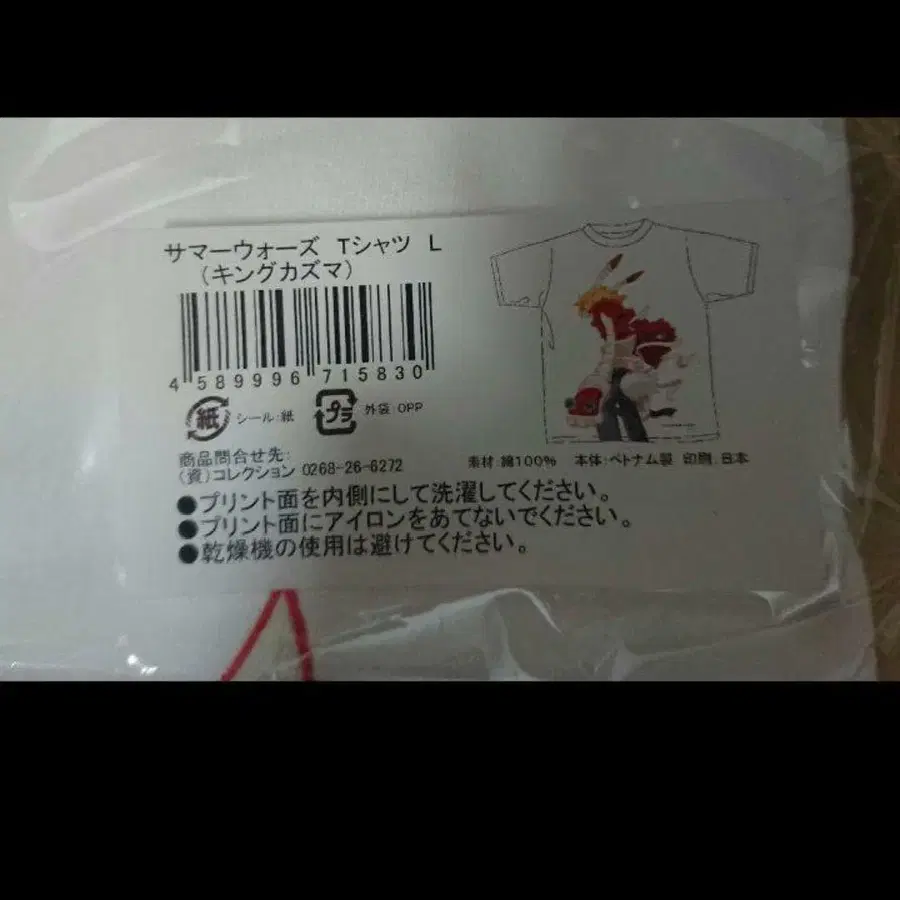 サマーウォーズ Tシャツ L
(キングカズマ)
4 589996 715830
紙 シール:紙 プラ 外袋:OPP
商品問合せ先:
(資)コレクション 0268-26-6272
素材:綿100% 本体:ベトナム製 印刷:日本
●プリント面を内側にして洗濯してください。
●プリント面にアイロンをあてないでください。
●乾燥機の使用は避けてください。